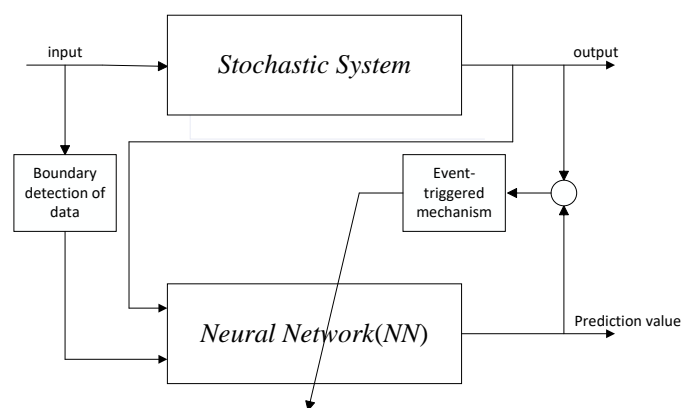 input
Stochastic System
output
Boundary
detection of
data
Event-
triggered
mechanism
Neural Network(NN)
Prediction value